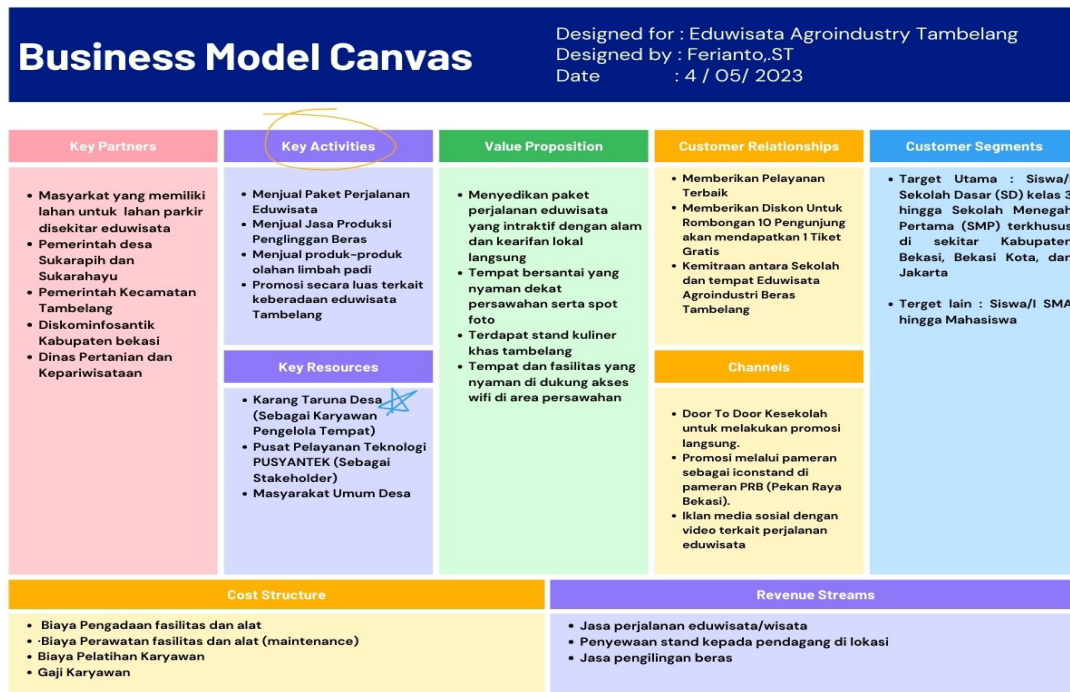 Business Model Canvas
Designed for : Eduwisata Agroindustry Tambelang
Designed by : Ferianto,.ST
Date : 4 / 05/ 2023
Key Partners
• Masyarkat yang memiliki
lahan untuk lahan parkir
disekitar eduwisata
• Pemerintah desa
Sukarapih dan
Sukarahayu
• Pemerintah Kecamatan
Tambelang
• Diskominfosantik
Kabupaten bekasi
• Dinas Pertanian dan
Kepariwisataan
Key Activities
• Menjual Paket Perjalanan
Eduwisata
• Menjual Jasa Produksi
Penglinggan Beras
• Menjual produk-produk
olahan limbah padi
• Promosi secara luas terkait
keberadaan eduwisata
Tambelang
Key Resources
• Karang Taruna Desa
(Sebagai Karyawan
Pengelola Tempat)
• Pusat Pelayanan Teknologi
PUSYANTEK (Sebagai
Stakeholder)
• Masyarakat Umum Desa
Value Proposition
• Menyedikan paket
perjalanan eduwisata
yang intraktif dengan alam
dan kearifan lokal
langsung
• Tempat bersantai yang
nyaman dekat
persawahan serta spot
foto
• Terdapat stand kuliner
khas tambelang
• Tempat dan fasilitas yang
nyaman di dukung akses
wifi di area persawahan
Customer Relationships
• Memberikan Pelayanan
Terbaik
• Memberikan Diskon Untuk
Rombongan 10 Pengunjung
akan mendapatkan 1 Tiket
Gratis
• Kemitraan antara Sekolah
dan tempat Eduwisata
Agroindustri Beras
Tambelang
Channels
• Door To Door Kesekolah
untuk melakukan promosi
langsung.
• Promosi melalui pameran
sebagai iconstand di
pameran PRB (Pekan Raya
Bekasi).
• Iklan media sosial dengan
video terkait perjalanan
eduwisata
Customer Segments
• Target Utama : Siswa/
Sekolah Dasar (SD) kelas 3
hingga Sekolah Menegah
Pertama (SMP) terkhusus
di sekitar Kabupaten
Bekasi, Bekasi Kota, dan
Jakarta
• Terget lain : Siswa/I SMA
hingga Mahasiswa
Cost Structure
• Biaya Pengadaan fasilitas dan alat
• ·Biaya Perawatan fasilitas dan alat (maintenance)
• Biaya Pelatihan Karyawan
• Gaji Karyawan
Revenue Streams
• Jasa perjalanan eduwisata/wisata
• Penyewaan stand kepada pendagang di lokasi
• Jasa pengilingan beras